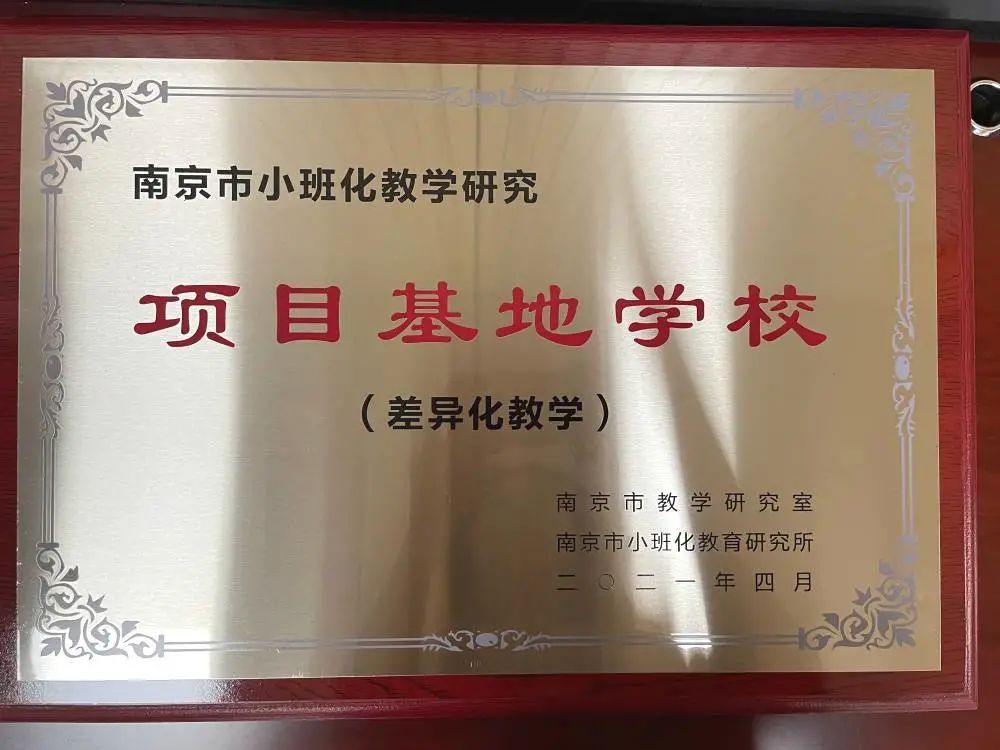 南京市小班化教学研究
项目基地学校
（差异化教学）
南京市教学研究室
南京市小班化教育研究所
二〇二一年四月